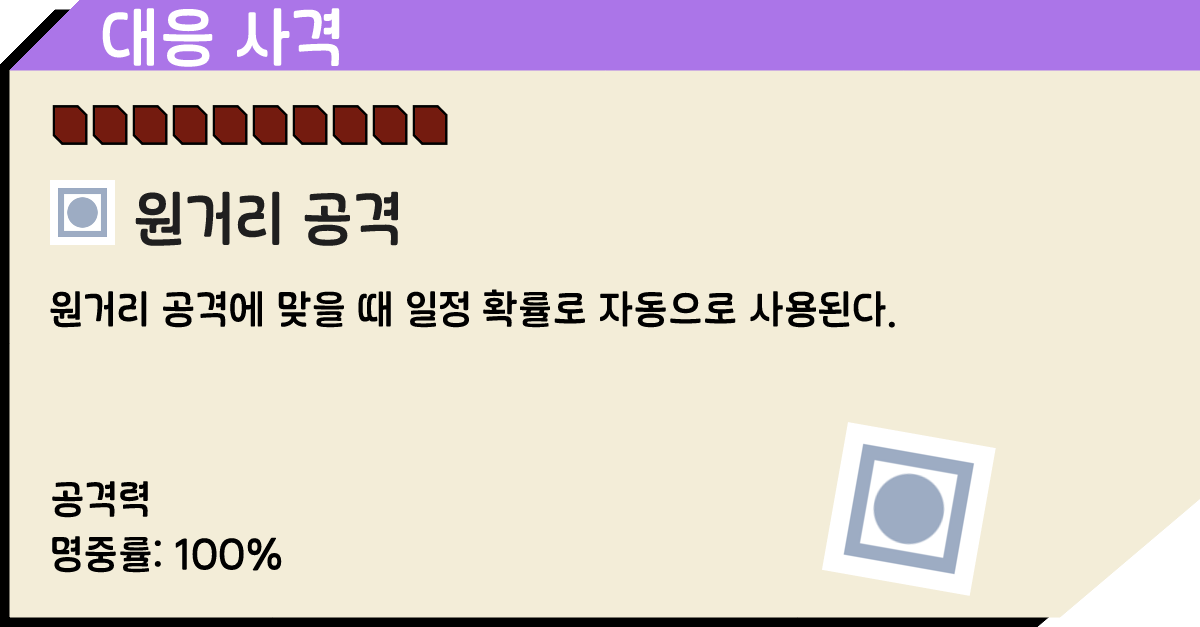 대응 사격
원거리 공격
원거리 공격에 맞을 때 일정 확률로 자동으로 사용된다.
공격력
명중률: 100%